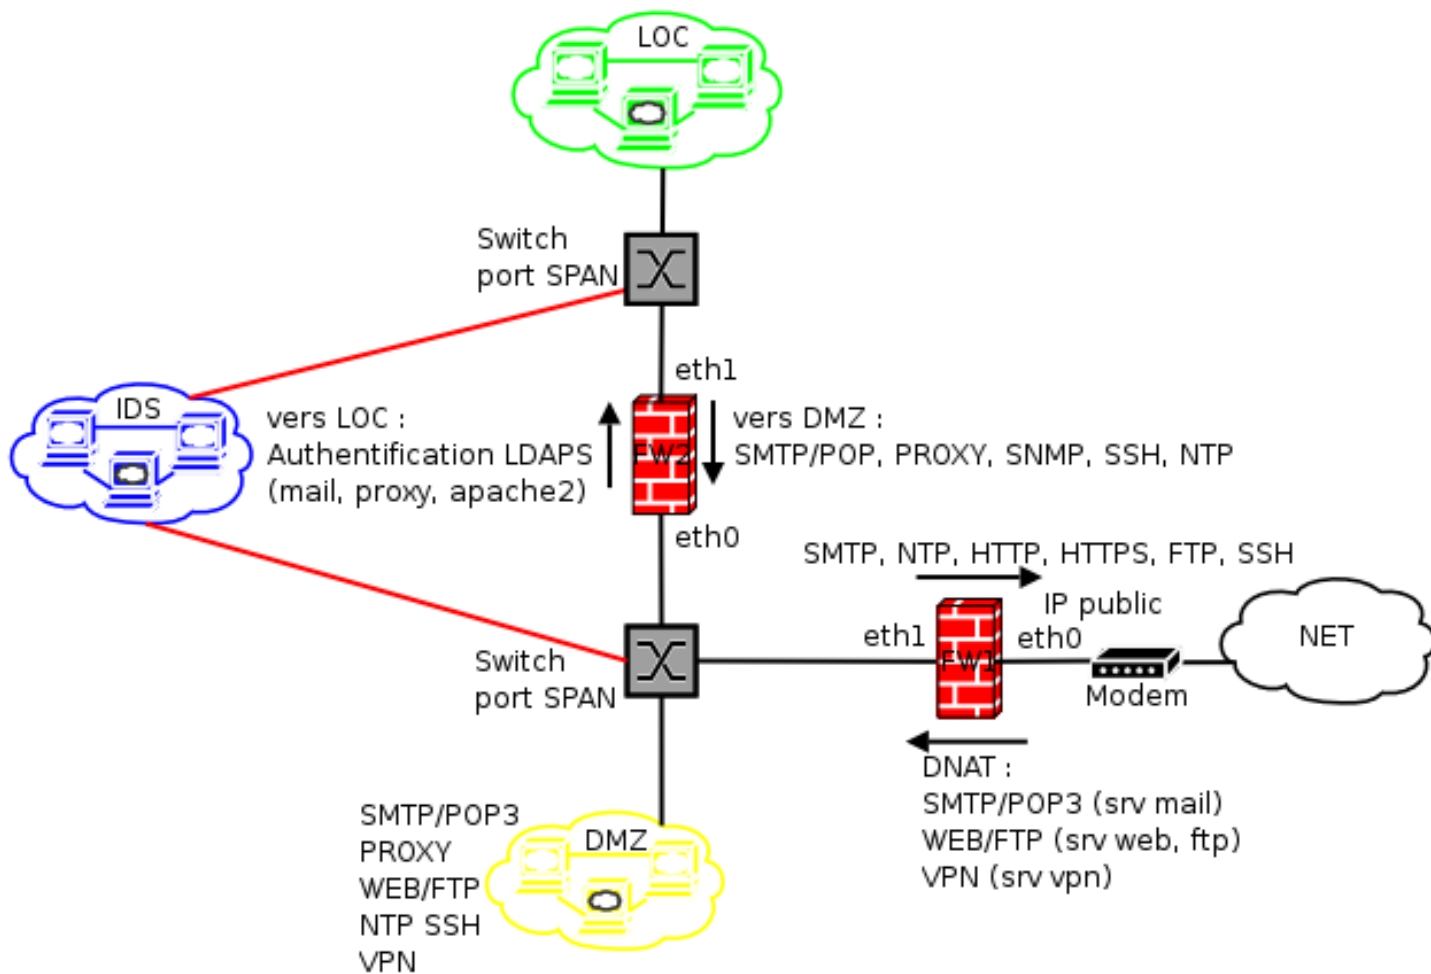 LOC
Switch
port SPAN
eth1
IDS
vers LOC :
Authentification LDAPS
(mail, proxy, apache2)
FW2
vers DMZ :
SMTP/POP, PROXY, SNMP, SSH, NTP
eth0
SMTP, NTP, HTTP, HTTPS, FTP, SSH
IP public
eth1
eth0
FW1
NET
Modem
Switch
port SPAN
DNAT :
SMTP/POP3 (srv mail)
WEB/FTP (srv web, ftp)
VPN (srv vpn)
SMTP/POP3
PROXY
WEB/FTP
NTP SSH
VPN
DMZ